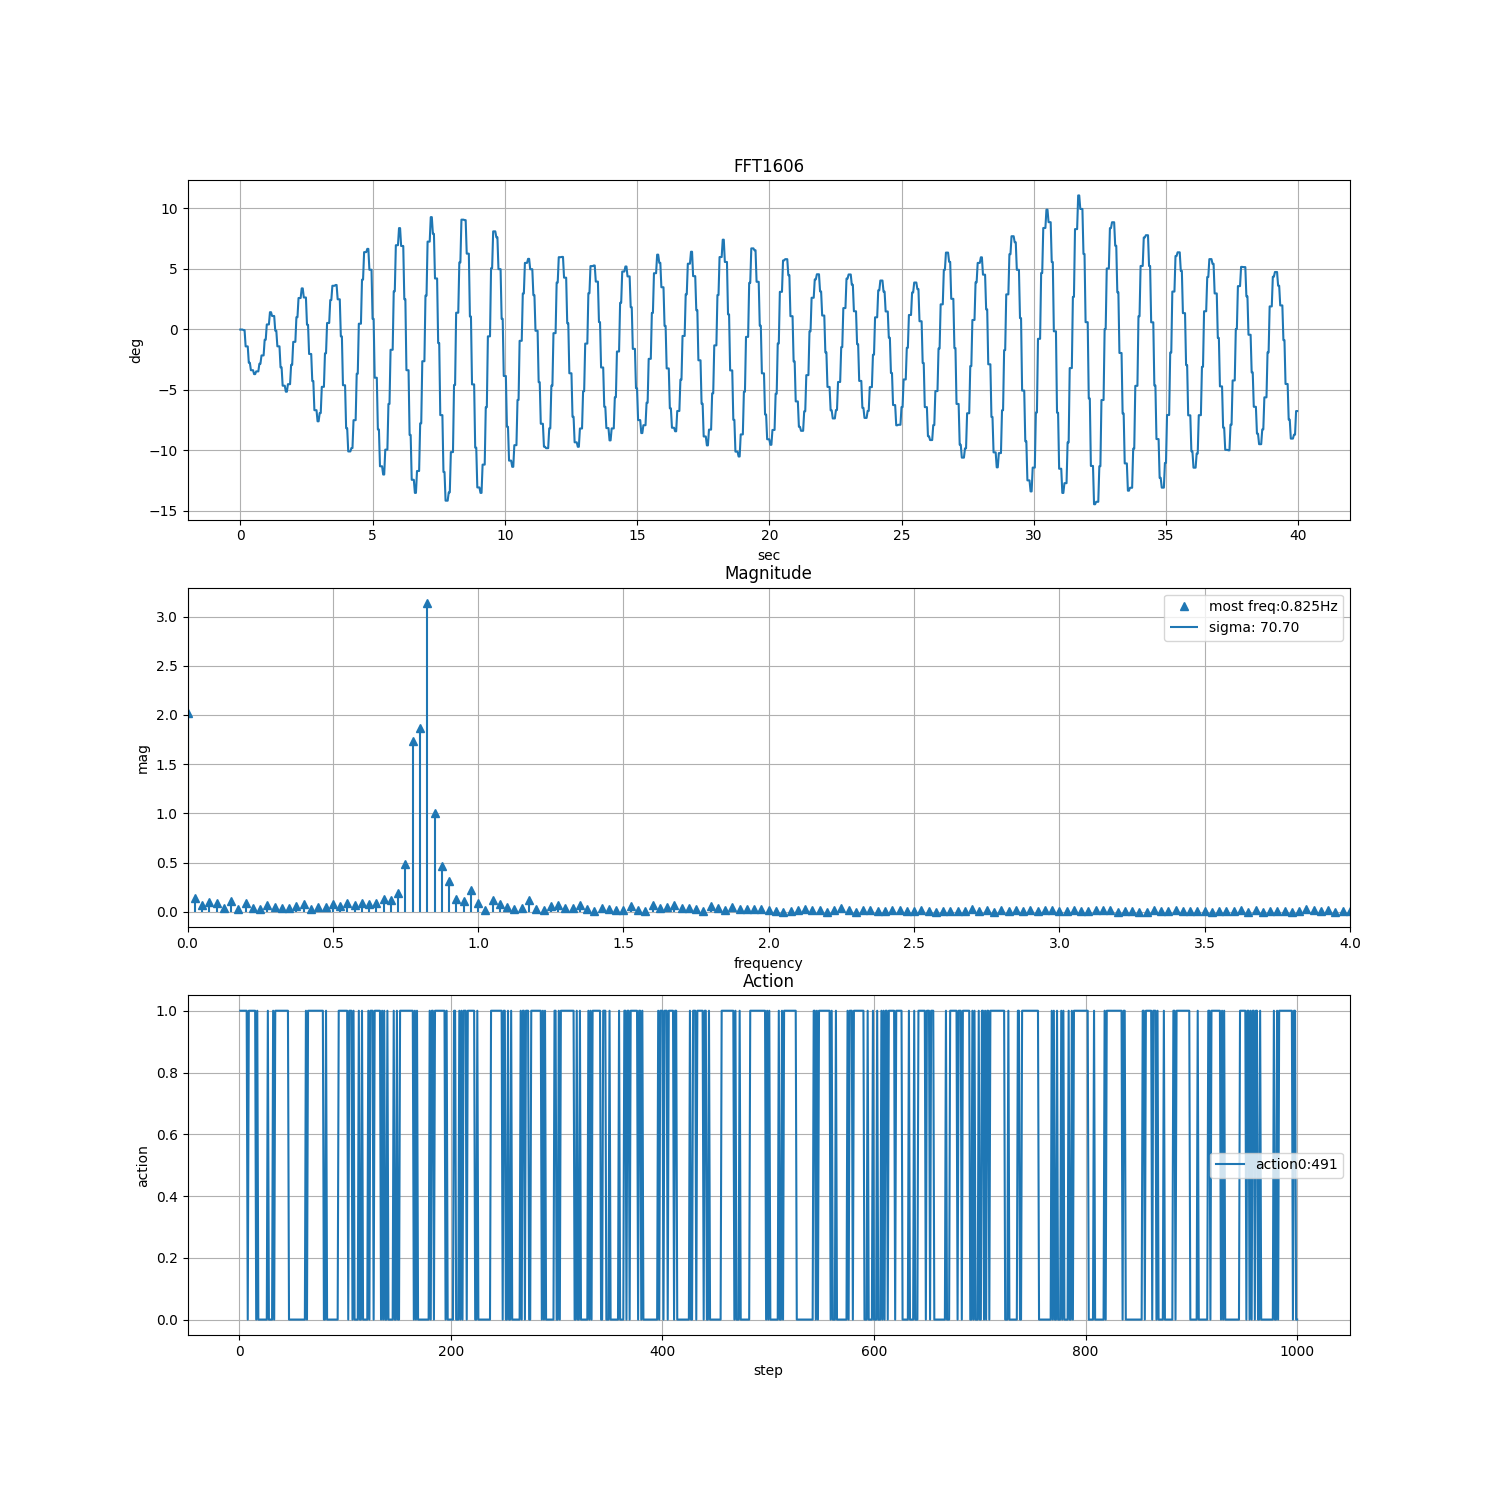 FFT1606
10
5
0
−5
−10
−15
deg
0 5 10 15 20 25 30 35 40
sec
Magnitude
most freq:0.825Hz
sigma: 70.70
3.0
2.5
2.0
1.5
1.0
0.5
0.0
mag
0.0 0.5 1.0 1.5 2.0 2.5 3.0 3.5 4.0
frequency
Action
1.0
0.8
0.6
0.4
0.2
0.0
action
action0:491
0 200 400 600 800 1000
step